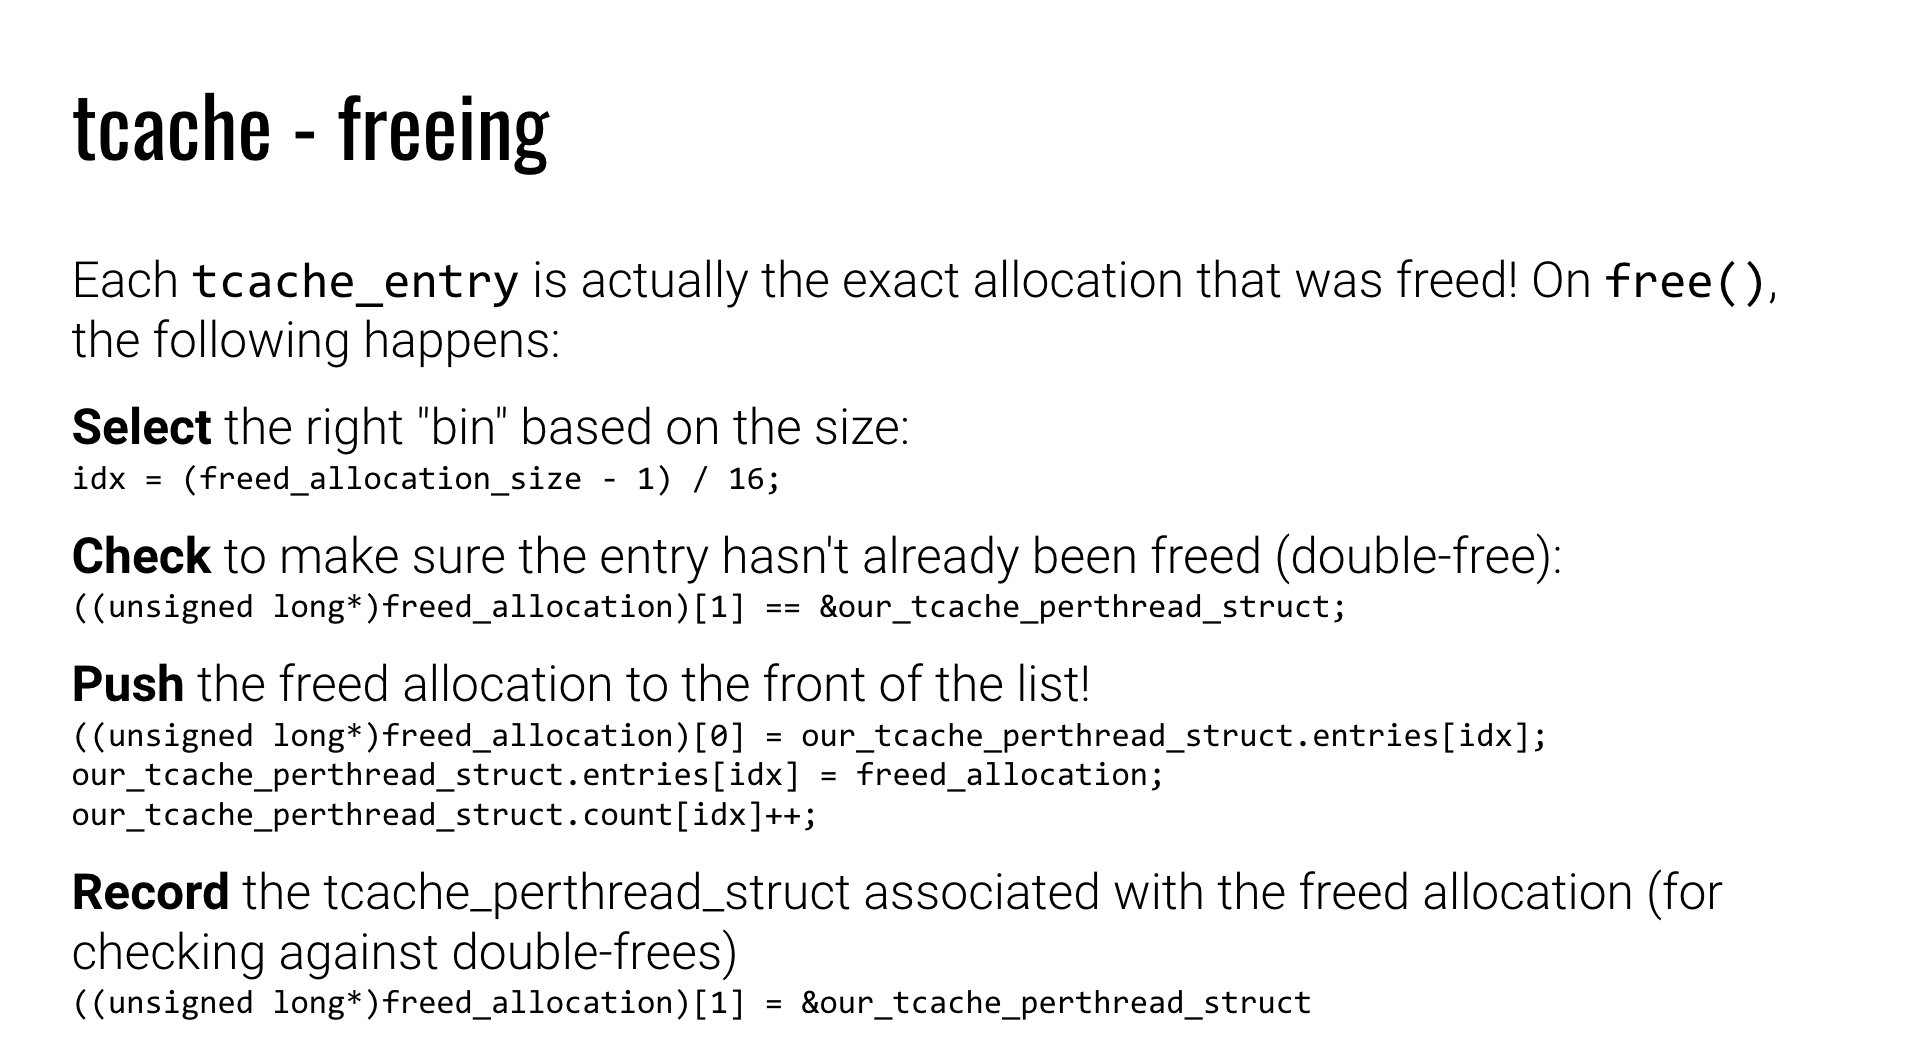 tcache - freeing
Each tcache_entry is actually the exact allocation that was freed! On free(),
the following happens:
Select the right "bin" based on the size:
idx = (freed_allocation_size - 1) / 16;
Check to make sure the entry hasn't already been freed (double-free):
((unsigned long*)freed_allocation)[1] == &our_tcache_perthread_struct;
Push the freed allocation to the front of the list!
((unsigned long*)freed_allocation)[0] = our_tcache_perthread_struct.entries[idx];
our_tcache_perthread_struct.entries[idx] = freed_allocation;
our_tcache_perthread_struct.count[idx]++;
Record the tcache_perthread_struct associated with the freed allocation (for
checking against double-frees)
((unsigned long*)freed_allocation)[1] = &our_tcache_perthread_struct